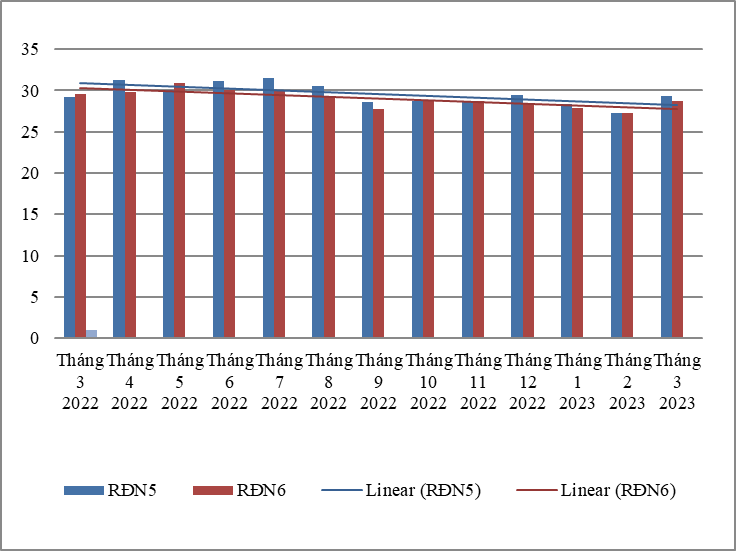 35
30
25
20
15
10
5
0
Tháng Tháng Tháng Tháng Tháng Tháng Tháng Tháng Tháng Tháng Tháng Tháng Tháng
3 4 5 6 7 8 9 10 11 12 1 2 3
2022 2022 2022 2022 2022 2022 2022 2022 2022 2022 2023 2023 2023
RĐN5 RĐN6 Linear (RĐN5) Linear (RĐN6)